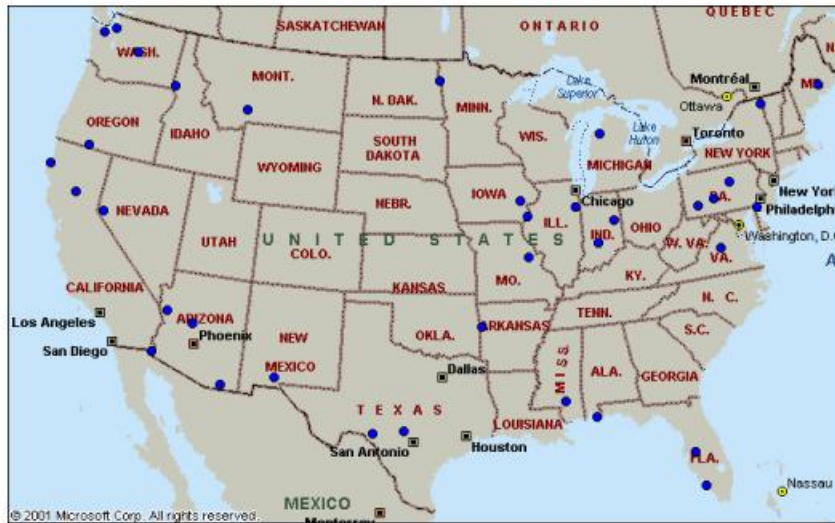 SASKATCHEWAN
ONTARIO
QUEBEC
WASH.
MONT.
N. DAK.
MINN.
Lake
Superior
Montréal
Ottawa
OREGON
IDAHO
SOUTH
DAKOTA
WIS.
Lake
Huron
Toronto
MICHIGAN
NEW YORK
WYOMING
IOWA
Chicago
New York
NEVADA
NEBR.
ILL.
IND.
OHIO
PA.
Philadelphia
UTAH
COLO.
UNITED STATES
W. VA.
VA.
Washington, D.C
CALIFORNIA
KANSAS
MO.
KY.
Los Angeles
ARIZONA
Phoenix
NEW
MEXICO
OKLA.
ARKANSAS
TENN.
N. C.
S.C.
San Diego
Dallas
MISS.
ALA.
GEORGIA
TEXAS
LOUISIANA
San Antonio
Houston
FLA.
Nassau
MEXICO
© 2001 Microsoft Corp. All rights reserved.
Monterrey